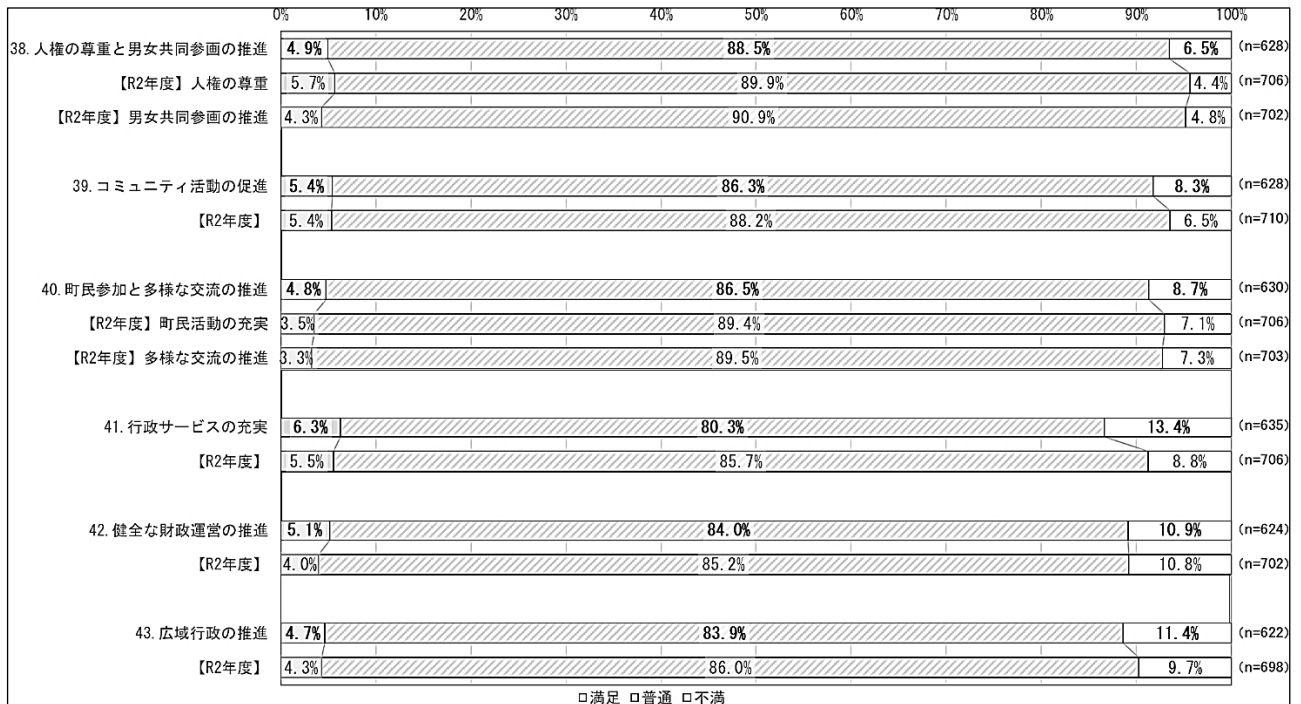 0% 10% 20% 30% 40% 50% 60% 70% 80% 90% 100%
38. 人権の尊重と男女共同参画の推進 4.9% 88.5% 6.5% (n=628)
【R2年度】人権の尊重 5.7% 89.9% 4.4% (n=706)
【R2年度】男女共同参画の推進 4.3% 90.9% 4.8% (n=702)
39. コミュニティ活動の促進 5.4% 86.3% 8.3% (n=628)
【R2年度】 5.4% 88.2% 6.5% (n=710)
40. 町民参加と多様な交流の推進 4.8% 86.5% 8.7% (n=630)
【R2年度】町民活動の充実 3.5% 89.4% 7.1% (n=706)
【R2年度】多様な交流の推進 3.3% 89.5% 7.3% (n=703)
41. 行政サービスの充実 6.3% 80.3% 13.4% (n=635)
【R2年度】 5.5% 85.7% 8.8% (n=706)
42. 健全な財政運営の推進 5.1% 84.0% 10.9% (n=624)
【R2年度】 4.0% 85.2% 10.8% (n=702)
43. 広域行政の推進 4.7% 83.9% 11.4% (n=622)
【R2年度】 4.3% 86.0% 9.7% (n=698)
□満足 □普通 □不満